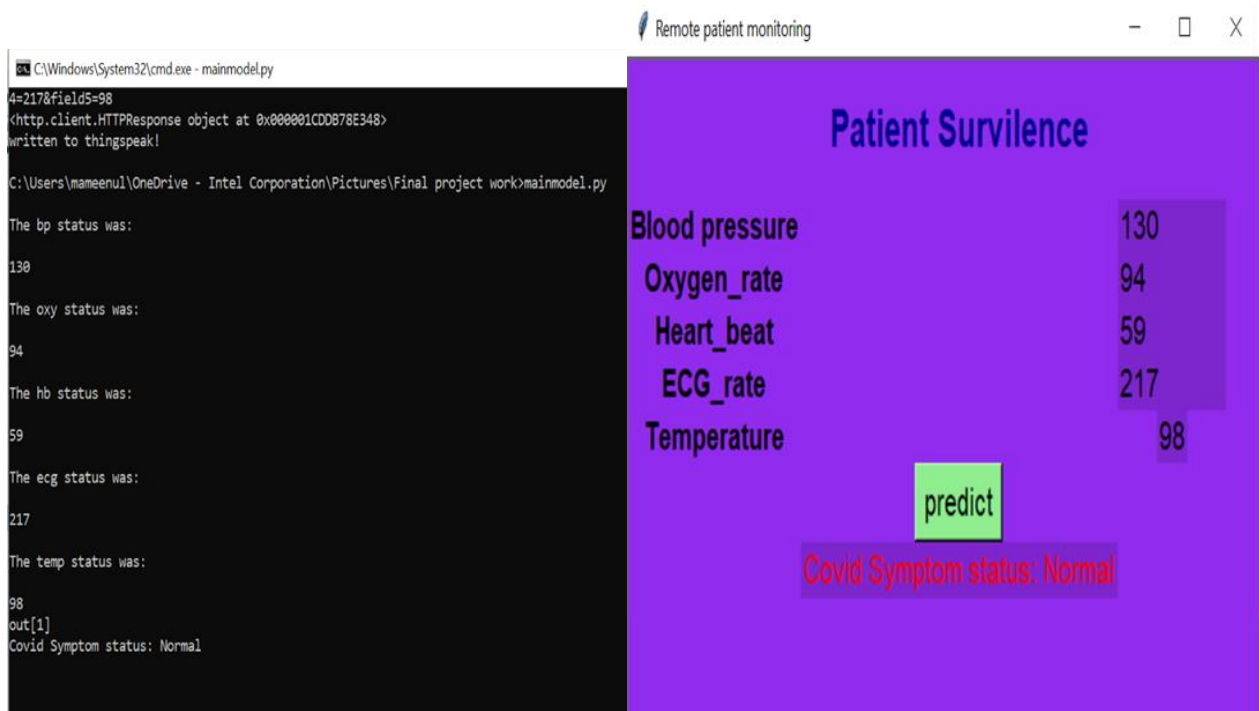 C:\Windows\System32\cmd.exe - mainmodel.py
4=217&field5=98
<http.client.HTTPResponse object at 0x000001CDDB78E348>
written to thingspeak!
C:\Users\mameenul\OneDrive - Intel Corporation\Pictures\Final project work>mainmodel.py
The bp status was:
130
The oxy status was:
94
The hb status was:
59
The ecg status was:
217
The temp status was:
98
out[1]
Covid Symptom status: Normal
Remote patient monitoring
Patient Survilence
Blood pressure 130
Oxygen_rate 94
Heart_beat 59
ECG_rate 217
Temperature 98
predict
Covid Symptom status: Normal